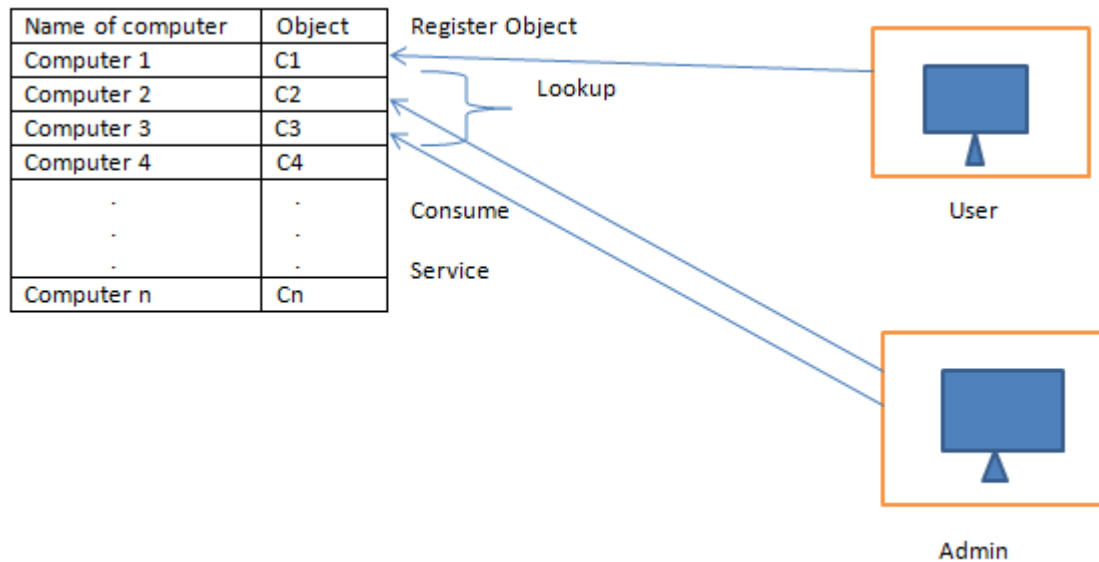 Name of computer Object
Computer 1 C1
Computer 2 C2
Computer 3 C3
Computer 4 C4
. .
. .
. .
Computer n Cn
Register Object
Lookup
Consume
Service
User
Admin